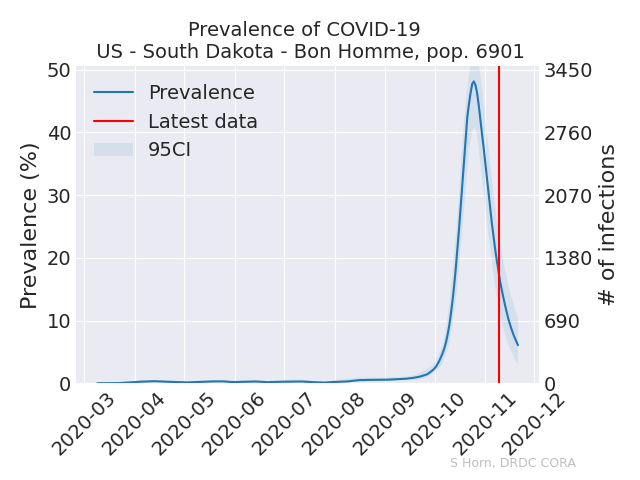 Prevalence of COVID-19
US - South Dakota - Bon Homme, pop. 6901
Prevalence
Latest data
95CI
Prevalence (%)
50
40
30
20
10
0
3450
2760
2070
1380
690
0
# of infections
2020-03
2020-04
2020-05
2020-06
2020-07
2020-08
2020-09
2020-10
2020-11
2020-12
S Horn, DRDC CORA